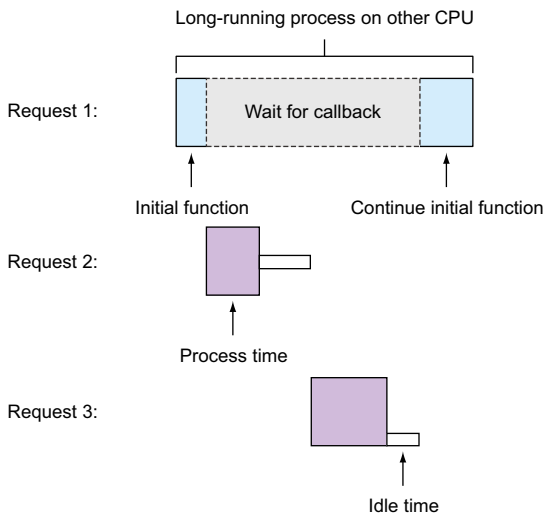 Long-running process on other CPU
Request 1:
Wait for callback
Initial function
Continue initial function
Request 2:
Process time
Request 3:
Idle time